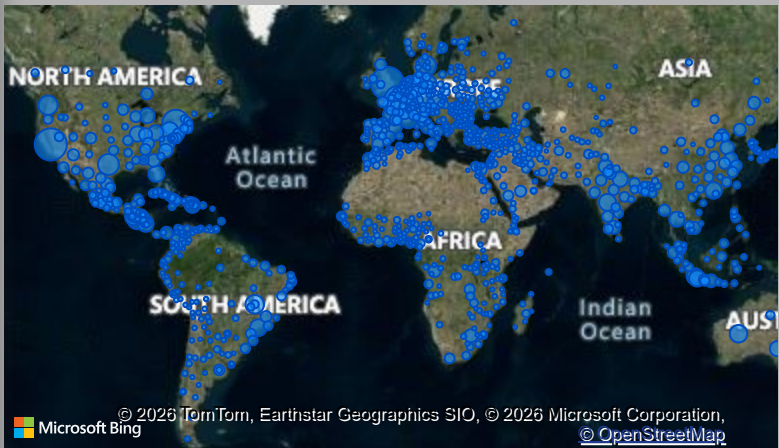 NORTH AMERICA
ASIA
Atlantic
Ocean
AFRICA
SOUTH AMERICA
Indian
Ocean
AUS
Microsoft Bing
© 2026 TomTom, Earthstar Geographics SIO, © 2026 Microsoft Corporation,
© OpenStreetMap